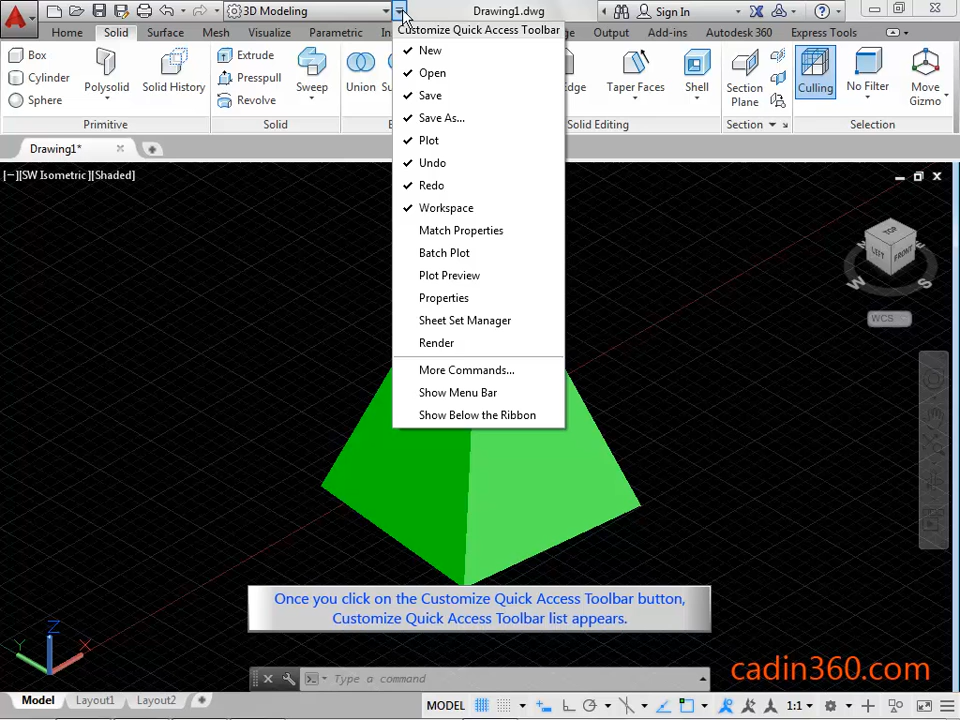 3D Modeling
Drawing1.dwg
Sign In
Home Solid Surface Mesh Visualize Parametric Output Add-ins Autodesk 360 Express Tools
Customize Quick Access Toolbar
New
Open
Save
Save As...
Plot
Undo
Redo
Workspace
Match Properties
Batch Plot
Plot Preview
Properties
Sheet Set Manager
Render
More Commands...
Show Menu Bar
Show Below the Ribbon
Box
Cylinder
Sphere
Polysolid
Solid History
Primitive
Extrude
Presspull
Revolve
Sweep
Solid
Union
Taper Faces
Shell
Solid Editing
Section
Plane
Section
Culling
No Filter
Move
Gizmo
Selection
Drawing1*
[−][SW Isometric][Shaded]
TOP
LEFT
FRONT
W
S
WCS
Once you click on the Customize Quick Access Toolbar button,
Customize Quick Access Toolbar list appears.
Z
Y
X
Type a command
cadin360.com
Model Layout1 Layout2
MODEL
1:1